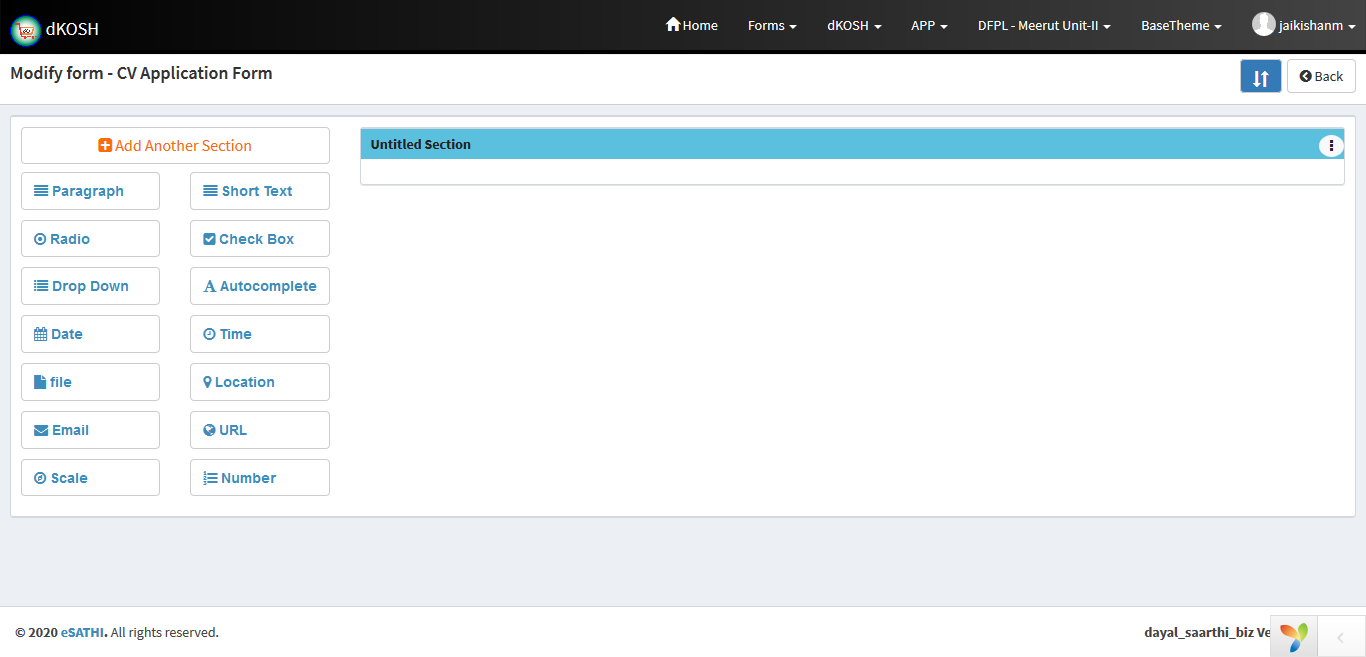 dKOSH Home Forms dKOSH APP DFPL - Meerut Unit-II BaseTheme jaikishanm
Modify form - CV Application Form Back
Add Another Section
Untitled Section
Paragraph Short Text
Radio Check Box
Drop Down Autocomplete
Date Time
file Location
Email URL
Scale Number
© 2020 eSATHI. All rights reserved. dayal_saarthi_biz Ve